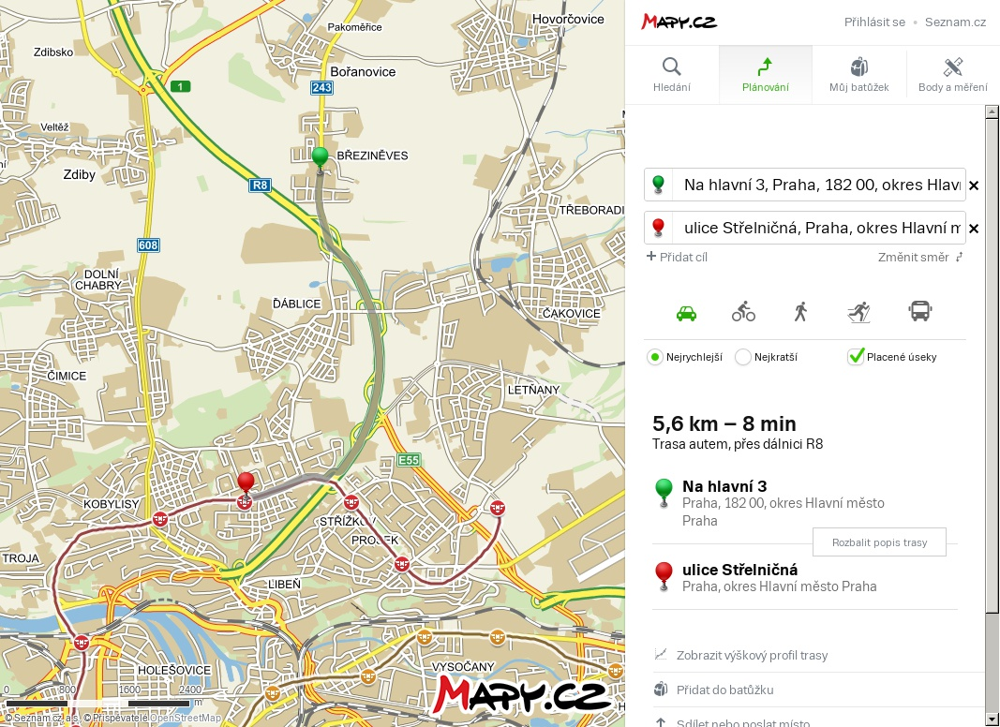 Hovorčovice
Pakoměřice
Zdibsko
Bořanovice
1
243
Veltěž
BŘEZINĚVES
Zdiby
R8
TŘEBORADI
608
DOLNÍ
CHABRY
ĎÁBLICE
ČAKOVICE
ČIMICE
LETŇANY
E55
KOBYLISY
STŘÍŽKOV
PROSEK
TROJA
LIBEŇ
HOLEŠOVICE
VYSOČANY
0 800 1600 2400
m
© Seznam.cz, a.s. © Přispěvatelé OpenStreetMap
MAPY.CZ
MAPY.CZ
Přihlásit se • Seznam.cz
Hledání
Plánování
Můj batůžek
Body a měření
Na hlavní 3, Praha, 182 00, okres Hlavn
ulice Střelničná, Praha, okres Hlavní m
+ Přidat cíl
Změnit směr
Nejrychlejší
Nejkratší
Placené úseky
5,6 km – 8 min
Trasa autem, přes dálnici R8
Na hlavní 3
Praha, 182 00, okres Hlavní město
Praha
Rozbalit popis trasy
ulice Střelničná
Praha, okres Hlavní město Praha
Zobrazit výškový profil trasy
Přidat do batůžku
Sdílet nebo poslat místo